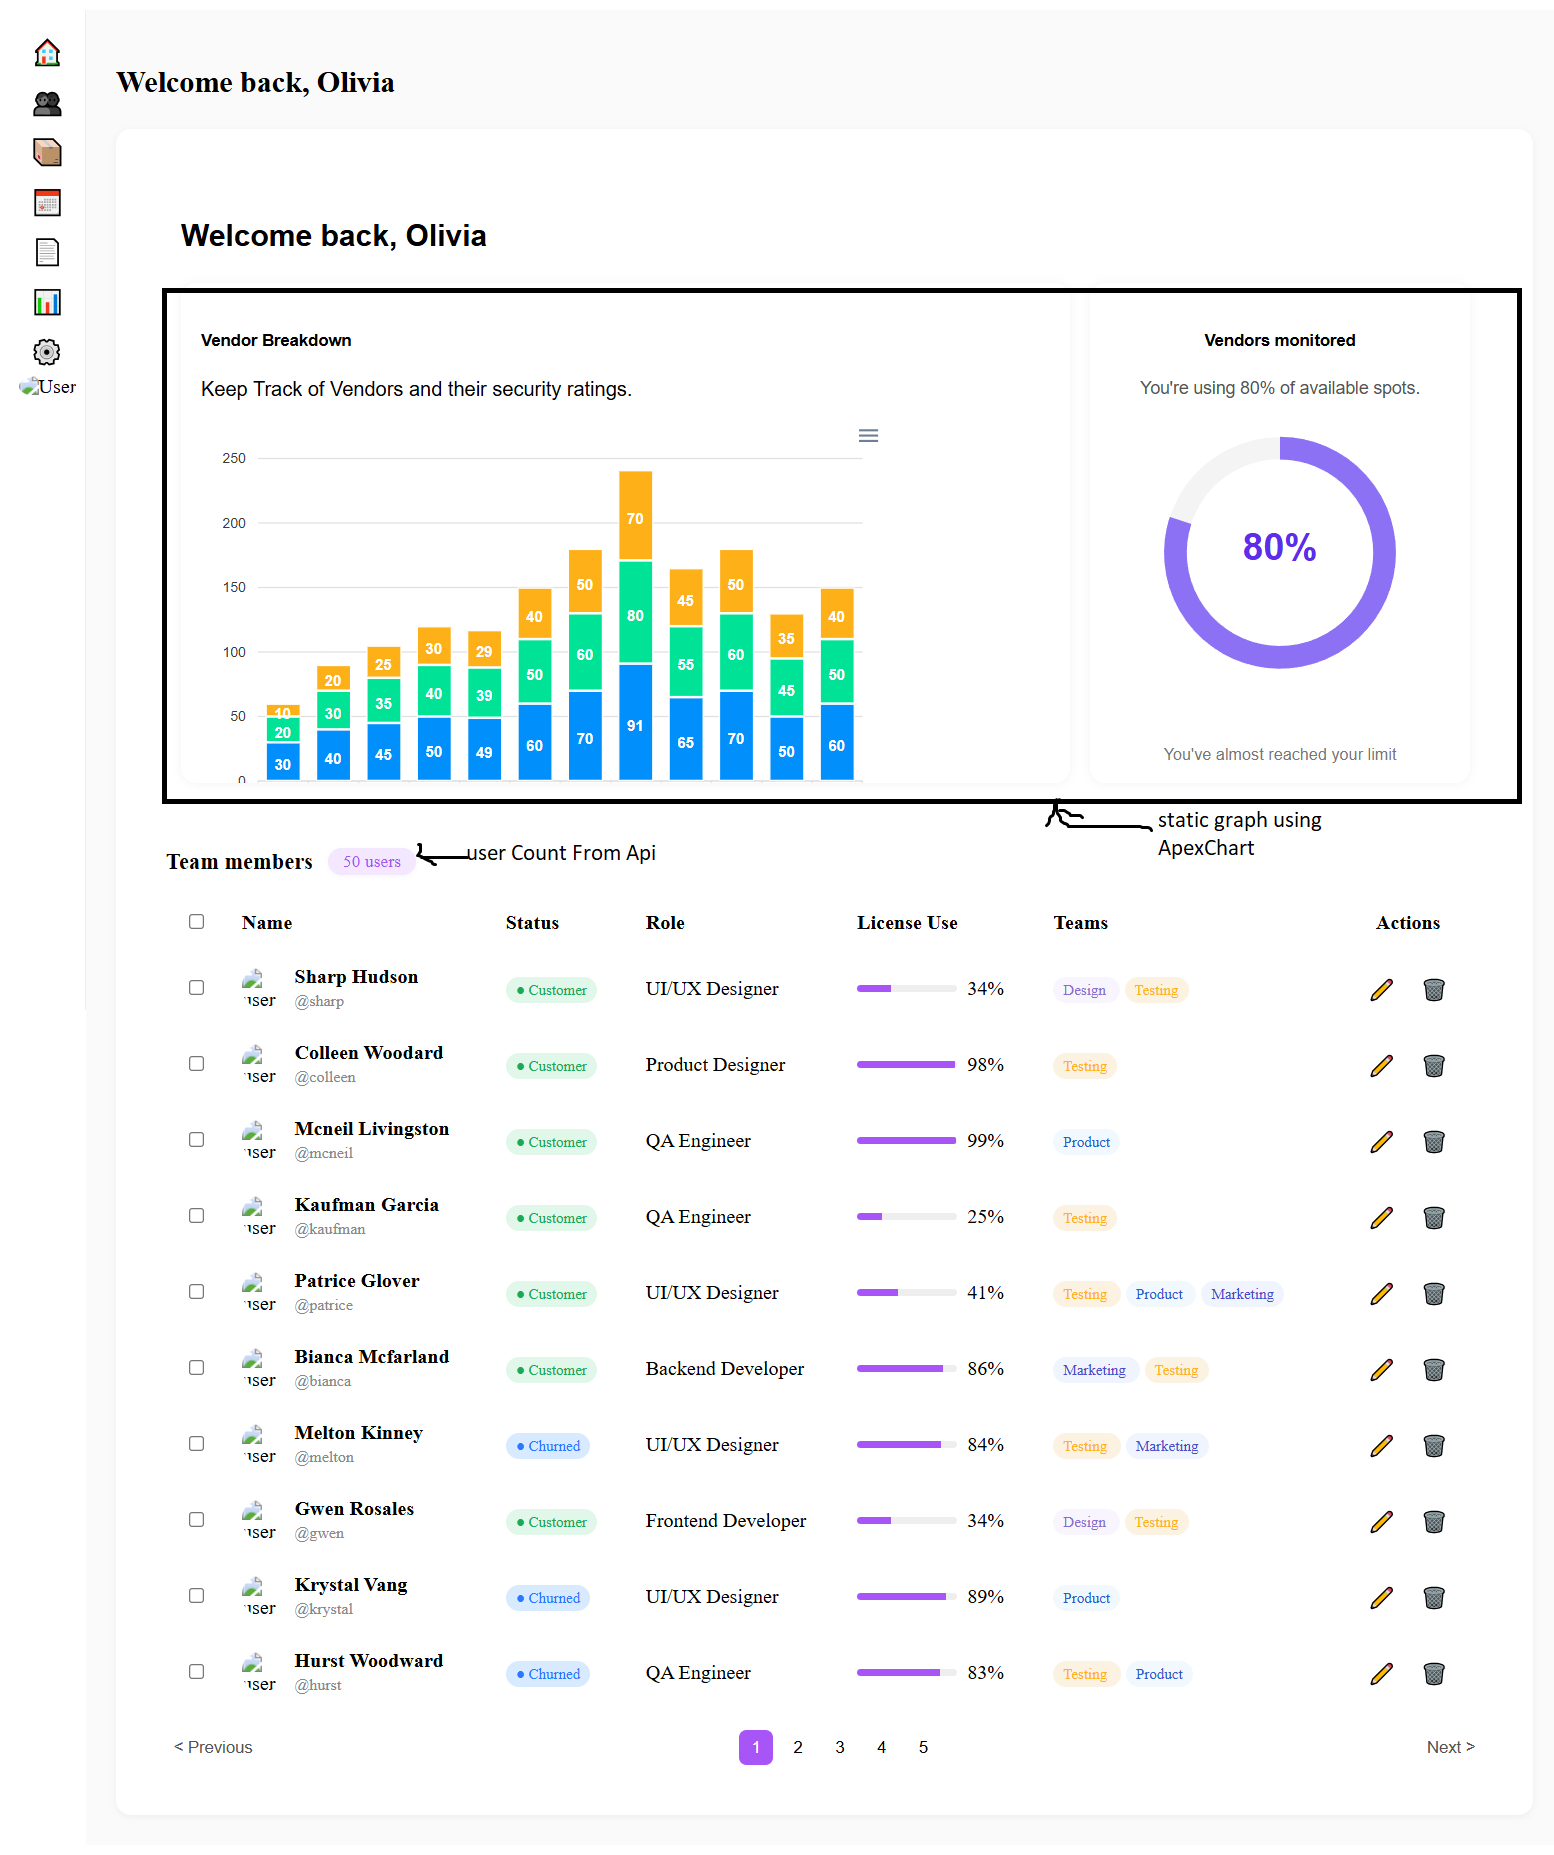 Welcome back, Olivia
User
Welcome back, Olivia
Vendor Breakdown
Keep Track of Vendors and their security ratings.
250
200
150
100
50
0
10
20
30
20
30
40
25
35
45
30
40
50
29
39
49
40
50
60
50
60
70
70
80
91
45
55
65
50
60
70
35
45
50
40
50
60
Vendors monitored
You're using 80% of available spots.
80%
You've almost reached your limit
static graph using
ApexChart
Team members 50 users
user Count From Api
Name Status Role License Use Teams Actions
user Sharp Hudson ● Customer UI/UX Designer 34% Design Testing
@sharp
user Colleen Woodard ● Customer Product Designer 98% Testing
@colleen
user Mcneil Livingston ● Customer QA Engineer 99% Product
@mcneil
user Kaufman Garcia ● Customer QA Engineer 25% Testing
@kaufman
user Patrice Glover ● Customer UI/UX Designer 41% Testing Product Marketing
@patrice
user Bianca Mcfarland ● Customer Backend Developer 86% Marketing Testing
@bianca
user Melton Kinney ● Churned UI/UX Designer 84% Testing Marketing
@melton
user Gwen Rosales ● Customer Frontend Developer 34% Design Testing
@gwen
user Krystal Vang ● Churned UI/UX Designer 89% Product
@krystal
user Hurst Woodward ● Churned QA Engineer 83% Testing Product
@hurst
< Previous 1 2 3 4 5 Next >